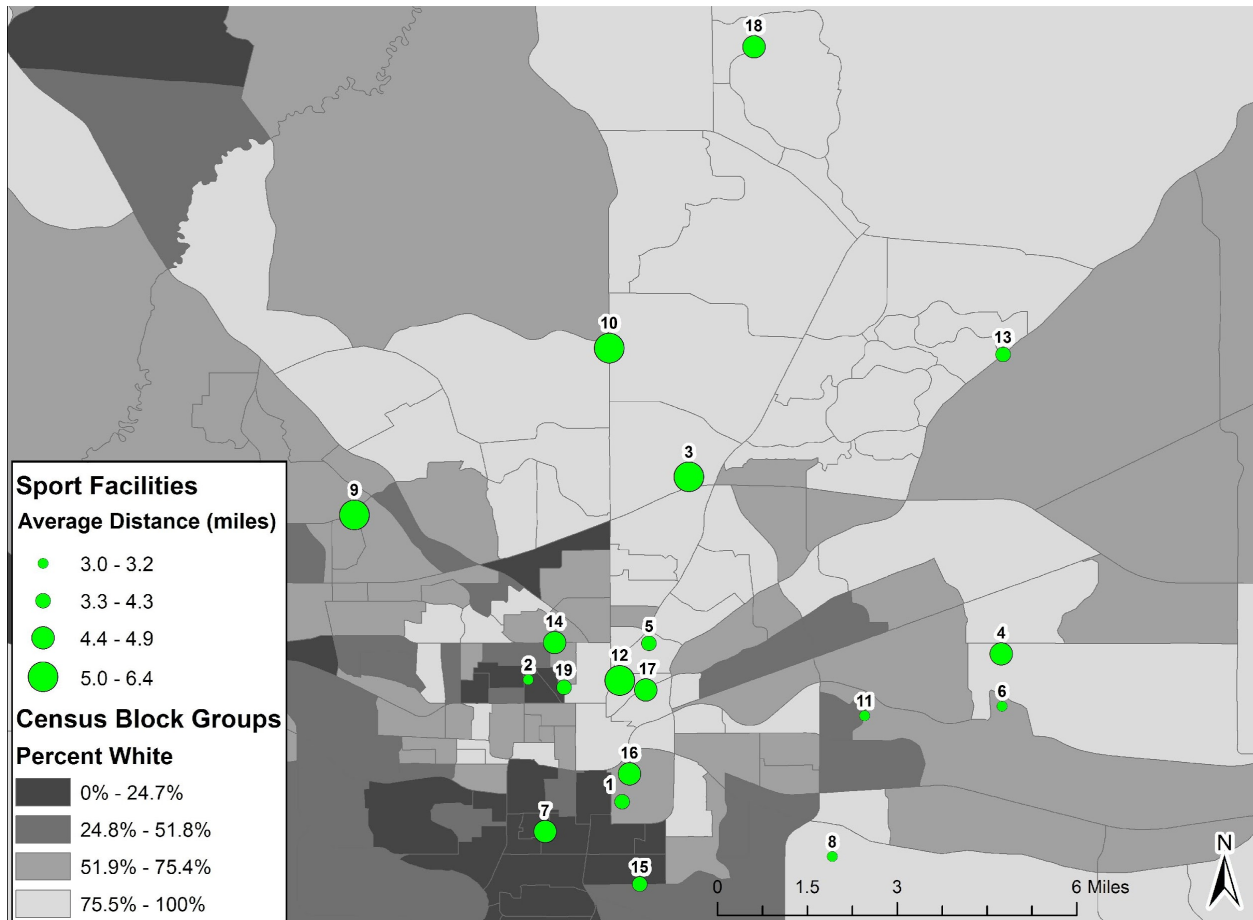 18
10
13
3
9
14
5
4
12
17
2
19
6
11
16
1
7
8
15
Sport Facilities
Average Distance (miles)
3.0 - 3.2
3.3 - 4.3
4.4 - 4.9
5.0 - 6.4
Census Block Groups
Percent White
0% - 24.7%
24.8% - 51.8%
51.9% - 75.4%
75.5% - 100%
0 1.5 3 6 Miles
N